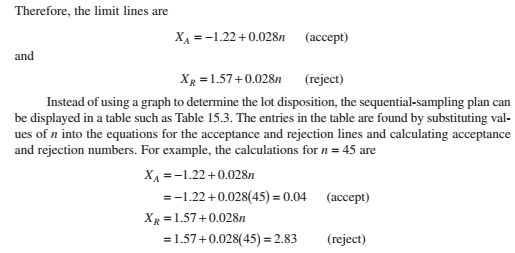 Therefore, the limit lines are
X_A = −1.22 + 0.028n (accept)
and
X_R = 1.57 + 0.028n (reject)
Instead of using a graph to determine the lot disposition, the sequential-sampling plan can
be displayed in a table such as Table 15.3. The entries in the table are found by substituting val-
ues of n into the equations for the acceptance and rejection lines and calculating acceptance
and rejection numbers. For example, the calculations for n = 45 are
X_A = −1.22 + 0.028n
= −1.22 + 0.028(45) = 0.04 (accept)
X_R = 1.57 + 0.028n
= 1.57 + 0.028(45) = 2.83 (reject)